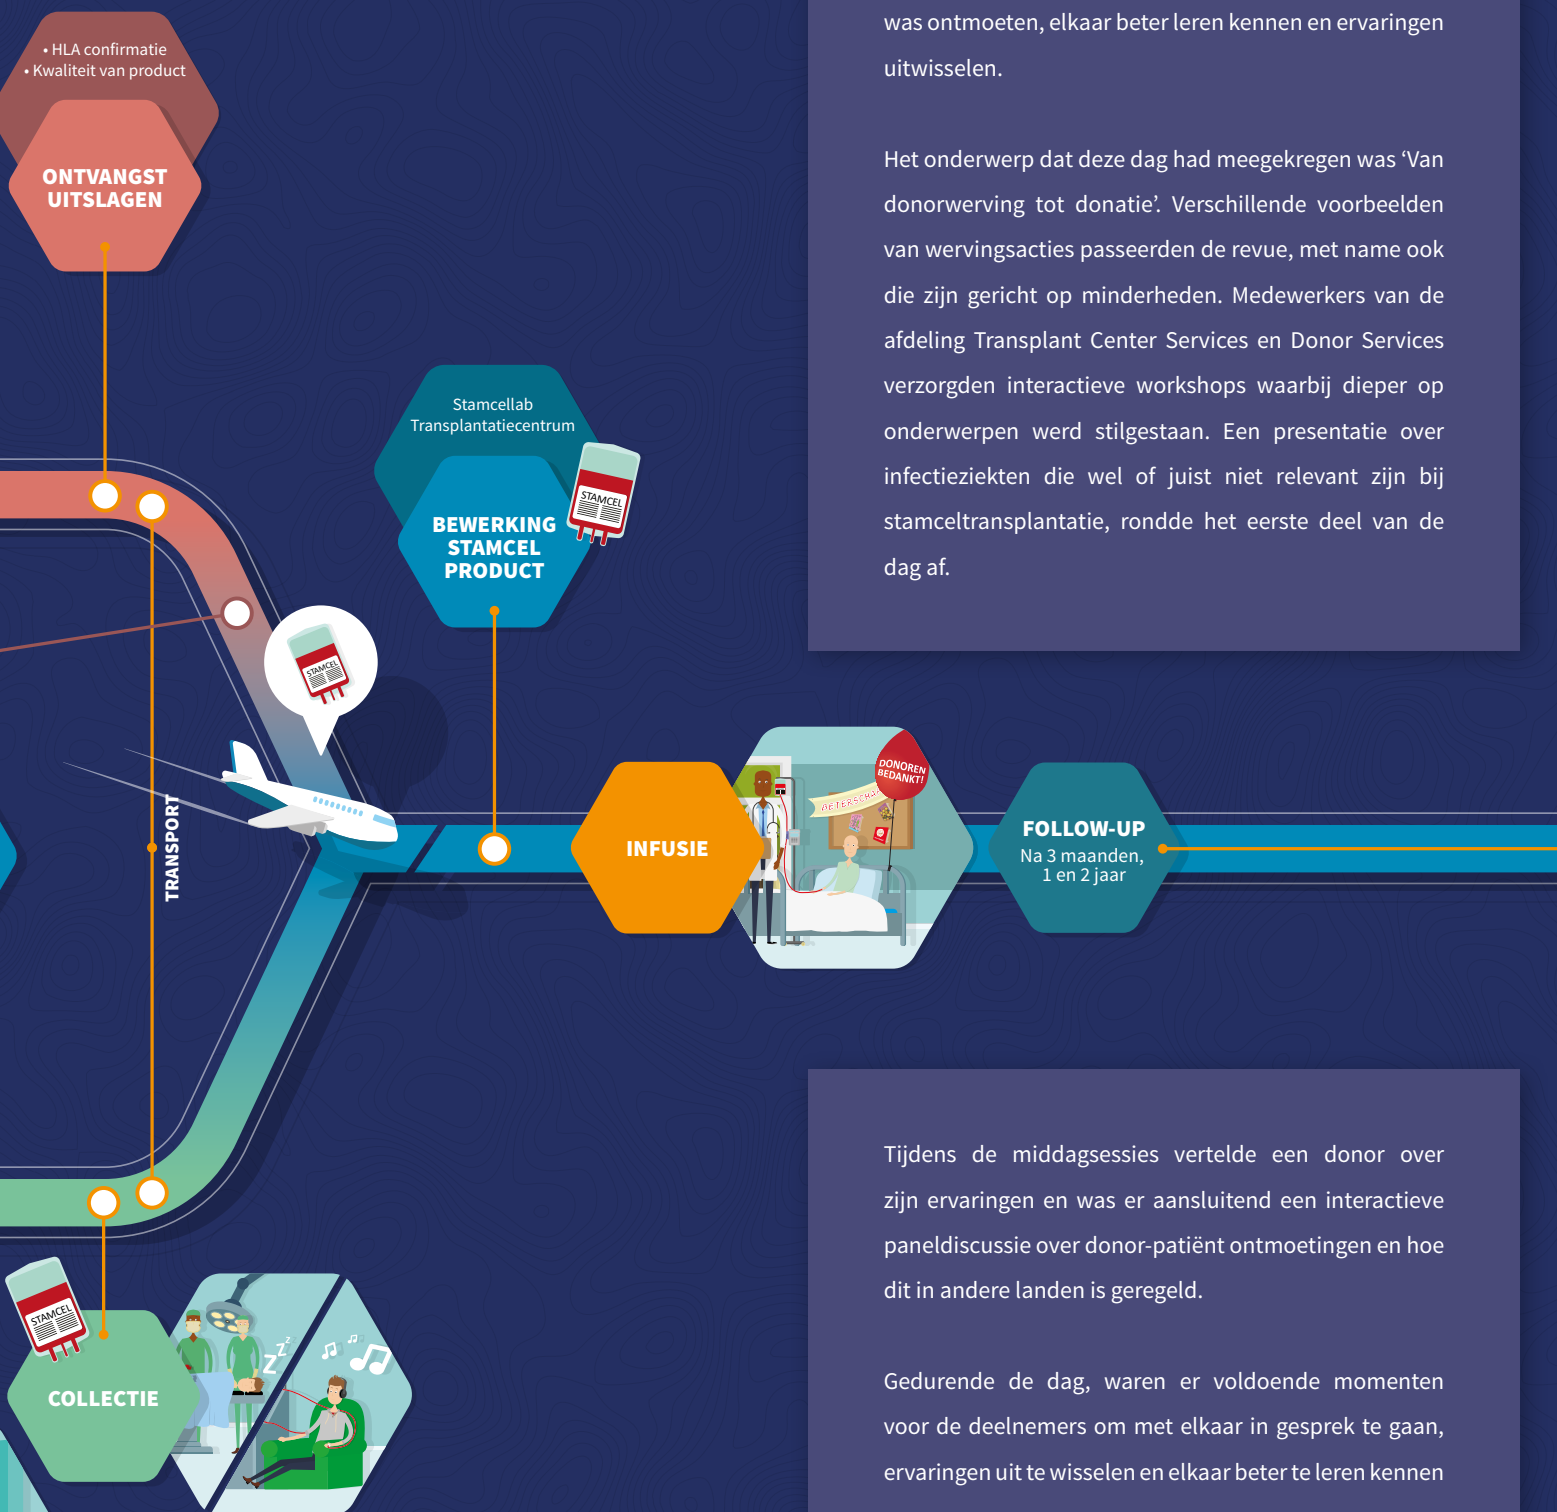 • HLA confirmatie
• Kwaliteit van product
ONTVANGST
UITSLAGEN
Stamcellab
Transplantatiecentrum
BEWERKING
STAMCEL
PRODUCT
STAMCEL
STAMCEL
TRANSPORT
INFUSIE
BETERSCHAP
DONOREN
BEDANKT!
FOLLOW-UP
Na 3 maanden,
1 en 2 jaar
STAMCEL
COLLECTIE
ZZZ
was ontmoeten, elkaar beter leren kennen en ervaringen
uitwisselen.
Het onderwerp dat deze dag had meegekregen was ‘Van
donorwerving tot donatie’. Verschillende voorbeelden
van wervingsacties passeerden de revue, met name ook
die zijn gericht op minderheden. Medewerkers van de
afdeling Transplant Center Services en Donor Services
verzorgden interactieve workshops waarbij dieper op
onderwerpen werd stilgestaan. Een presentatie over
infectieziekten die wel of juist niet relevant zijn bij
stamceltransplantatie, rondde het eerste deel van de
dag af.
Tijdens de middagsessies vertelde een donor over
zijn ervaringen en was er aansluitend een interactieve
paneldiscussie over donor-patiënt ontmoetingen en hoe
dit in andere landen is geregeld.
Gedurende de dag, waren er voldoende momenten
voor de deelnemers om met elkaar in gesprek te gaan,
ervaringen uit te wisselen en elkaar beter te leren kennen